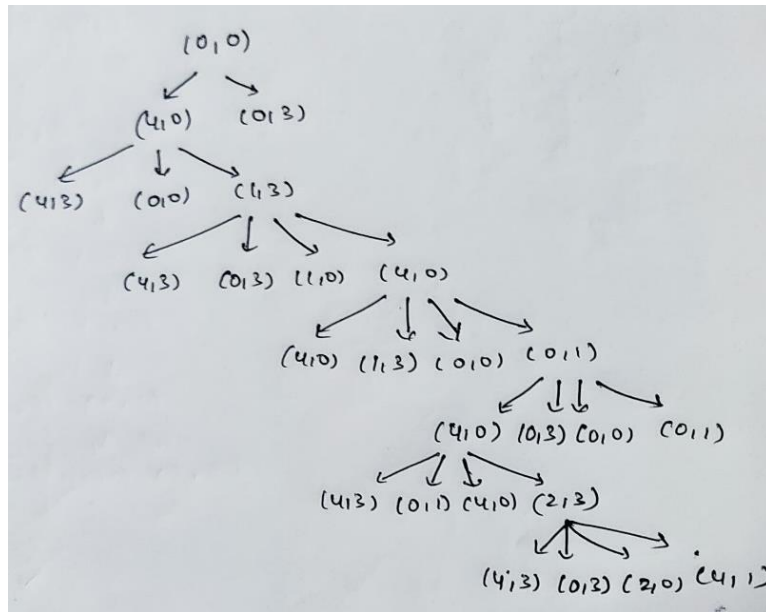 (0,0)
(4,0) (0,3)
(4,3) (0,0) (1,3)
(4,3) (0,3) (1,0) (4,0)
(4,0) (1,3) (0,0) (0,1)
(4,0) (0,3) (0,0) (0,1)
(4,3) (0,1) (4,0) (2,3)
(4,3) (0,3) (2,0) (4,1)